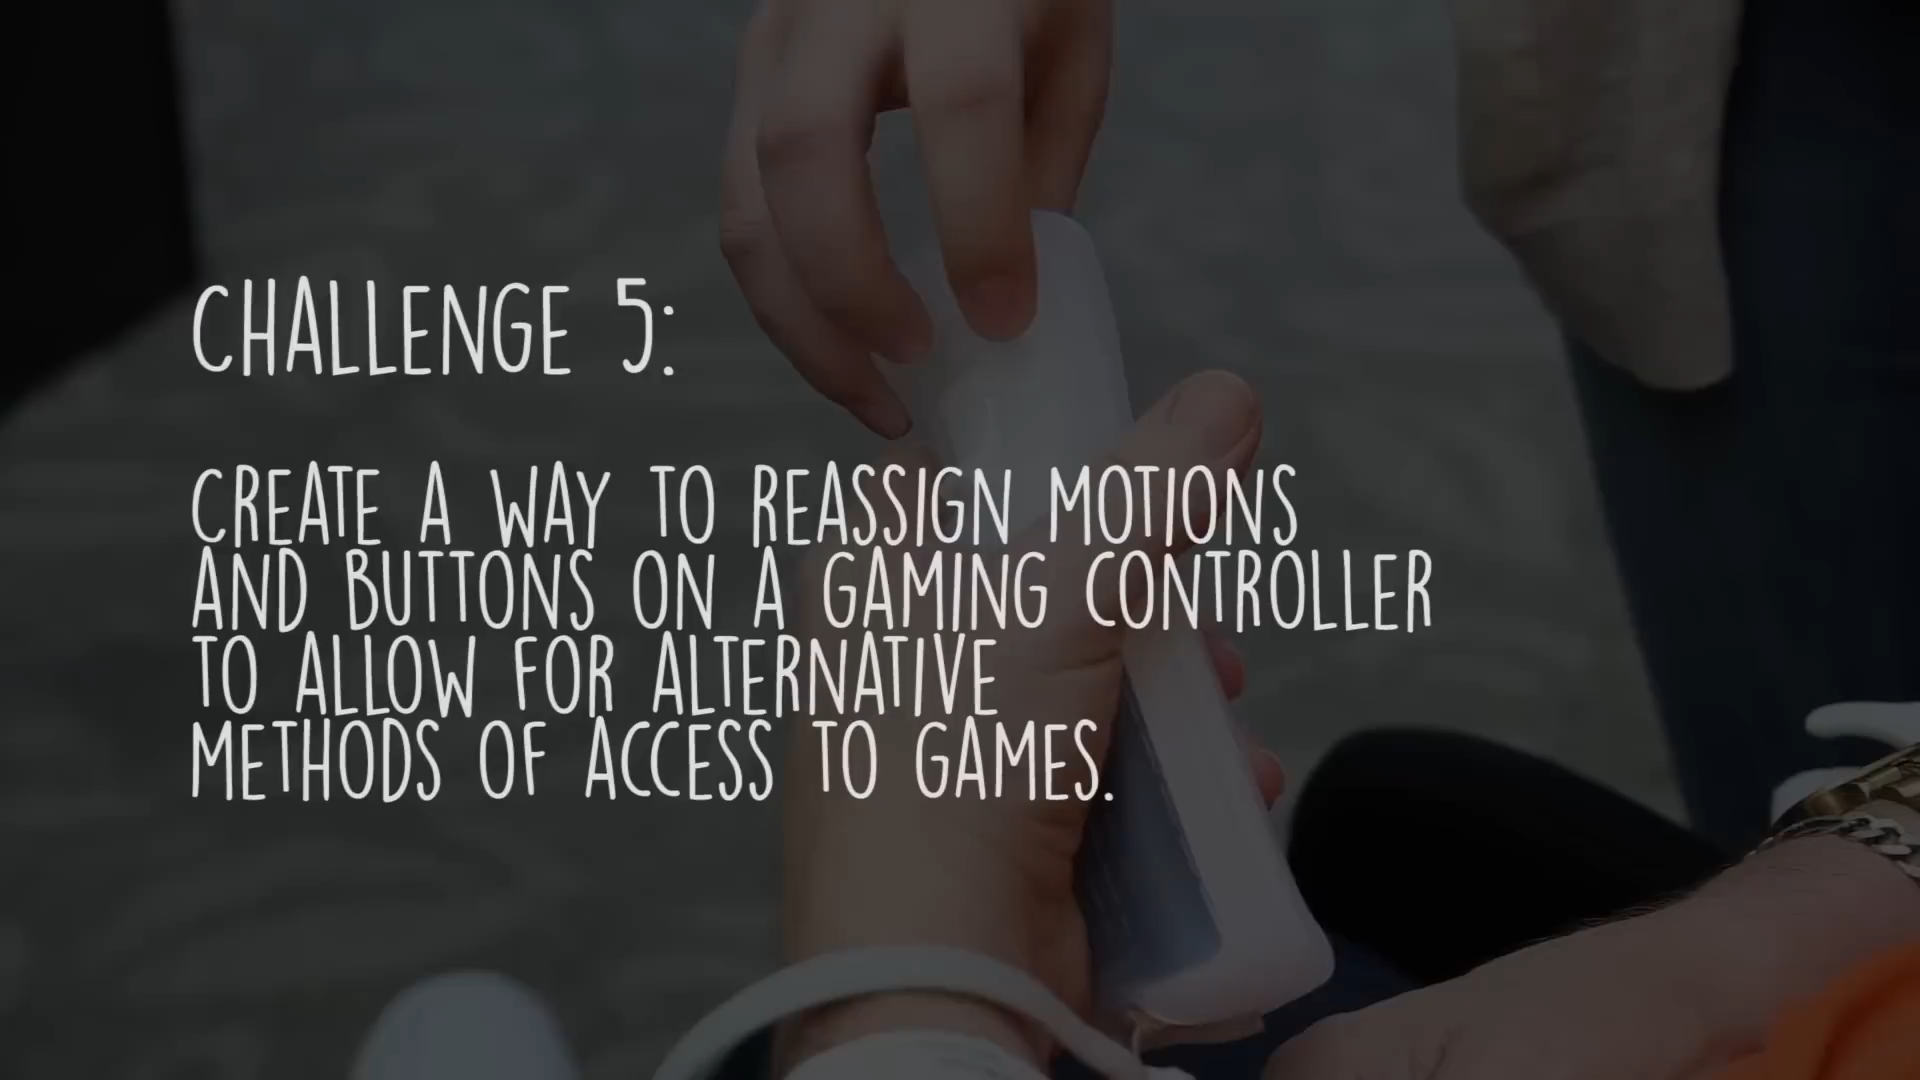 CHALLENGE 5:
CREATE A WAY TO REASSIGN MOTIONS
AND BUTTONS ON A GAMING CONTROLLER
TO ALLOW FOR ALTERNATIVE
METHODS OF ACCESS TO GAMES.